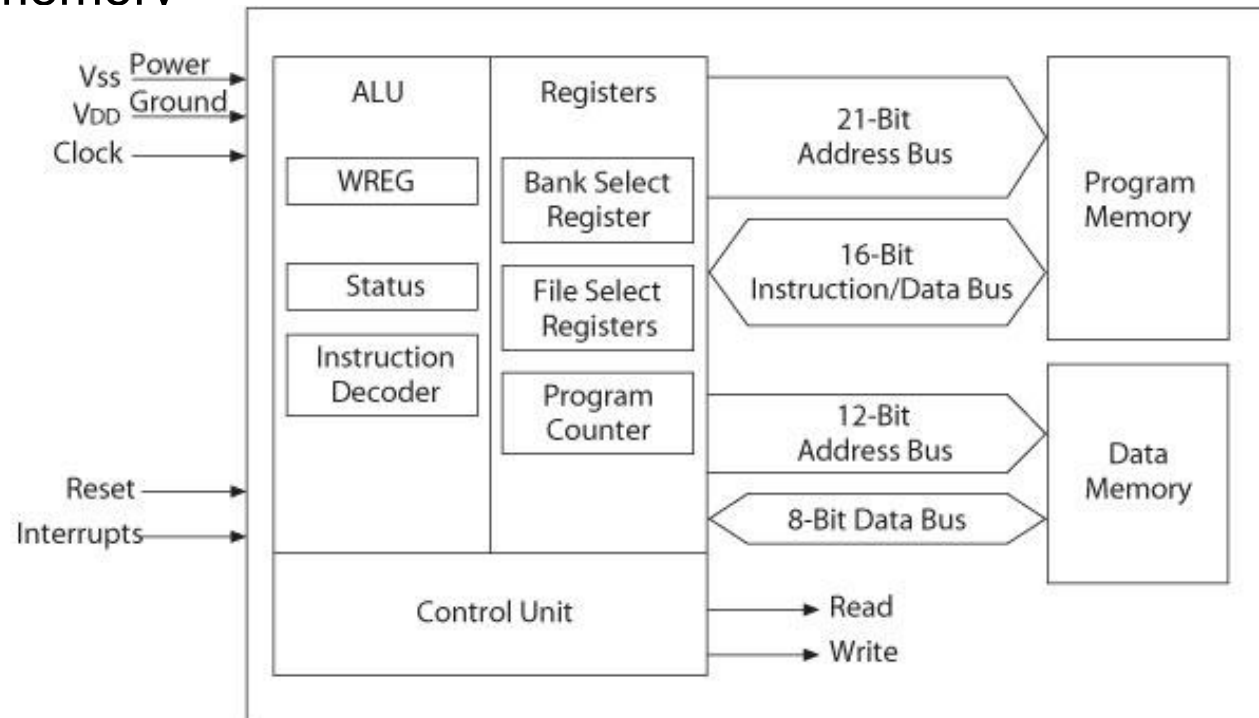 memory
Vss Power
VDD Ground
Clock
Reset
Interrupts
ALU
WREG
Status
Instruction
Decoder
Registers
Bank Select
Register
File Select
Registers
Program
Counter
Control Unit
21-Bit
Address Bus
16-Bit
Instruction/Data Bus
12-Bit
Address Bus
8-Bit Data Bus
Read
Write
Program
Memory
Data
Memory